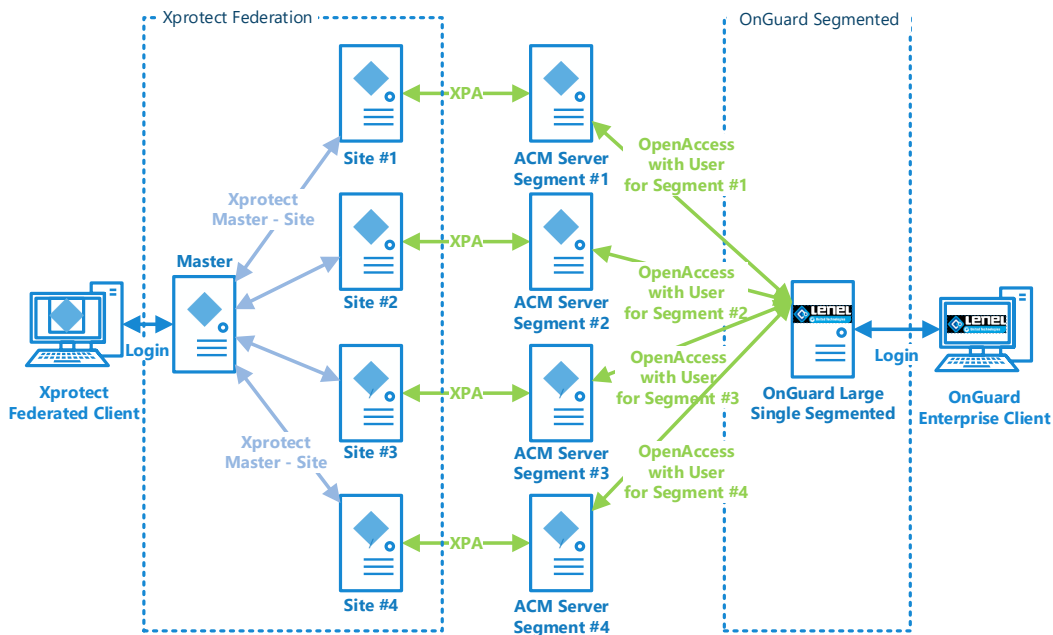 Xprotect Federation
OnGuard Segmented
XPA
Site #1
ACM Server
Segment #1
OpenAccess
with User
for Segment #1
Xprotect
Master - Site
Master
XPA
Site #2
ACM Server
Segment #2
OpenAccess
with User
for Segment #2
LENEL
Login
Xprotect
Federated Client
XPA
Site #3
ACM Server
Segment #3
OpenAccess
with User
for Segment #3
OnGuard Large
Single Segmented
Login
LENEL
OnGuard
Enterprise Client
Xprotect
Master - Site
OpenAccess
with User
for Segment #4
XPA
Site #4
ACM Server
Segment #4